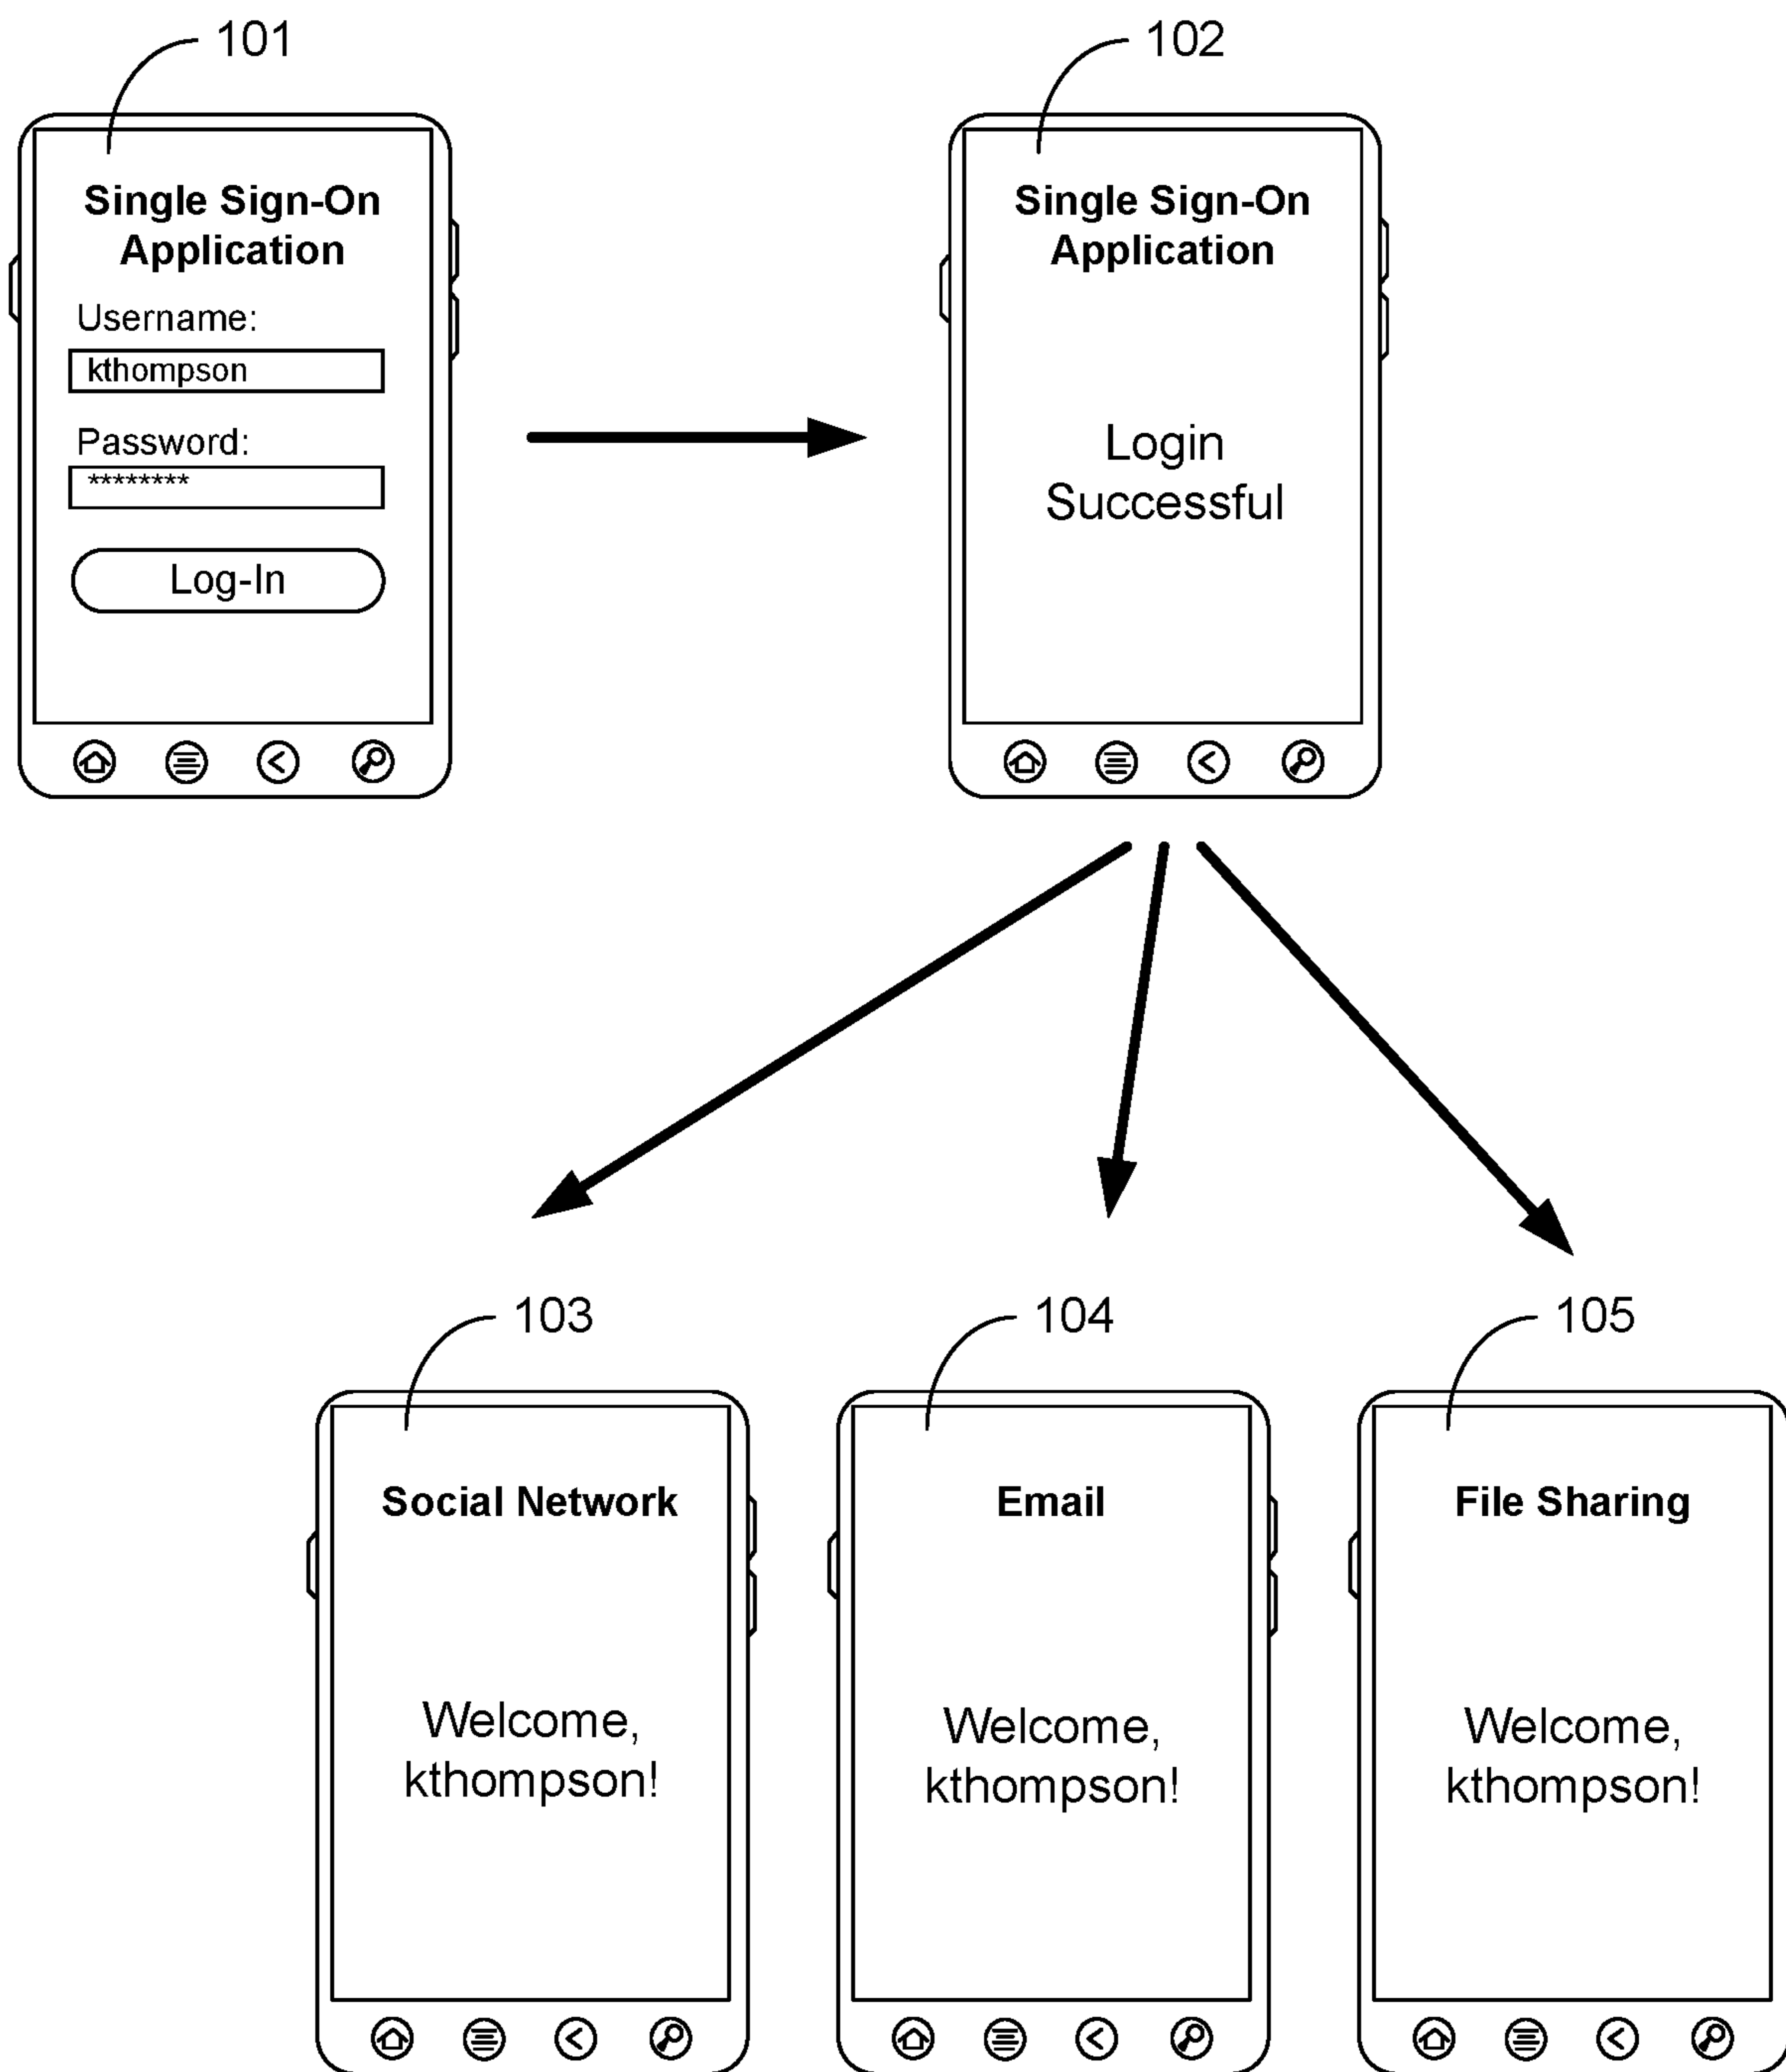 101
Single Sign-On
Application
Username:
kthompson
Password:
********
Log-In
102
Single Sign-On
Application
Login
Successful
103
Social Network
Welcome,
kthompson!
104
Email
Welcome,
kthompson!
105
File Sharing
Welcome,
kthompson!